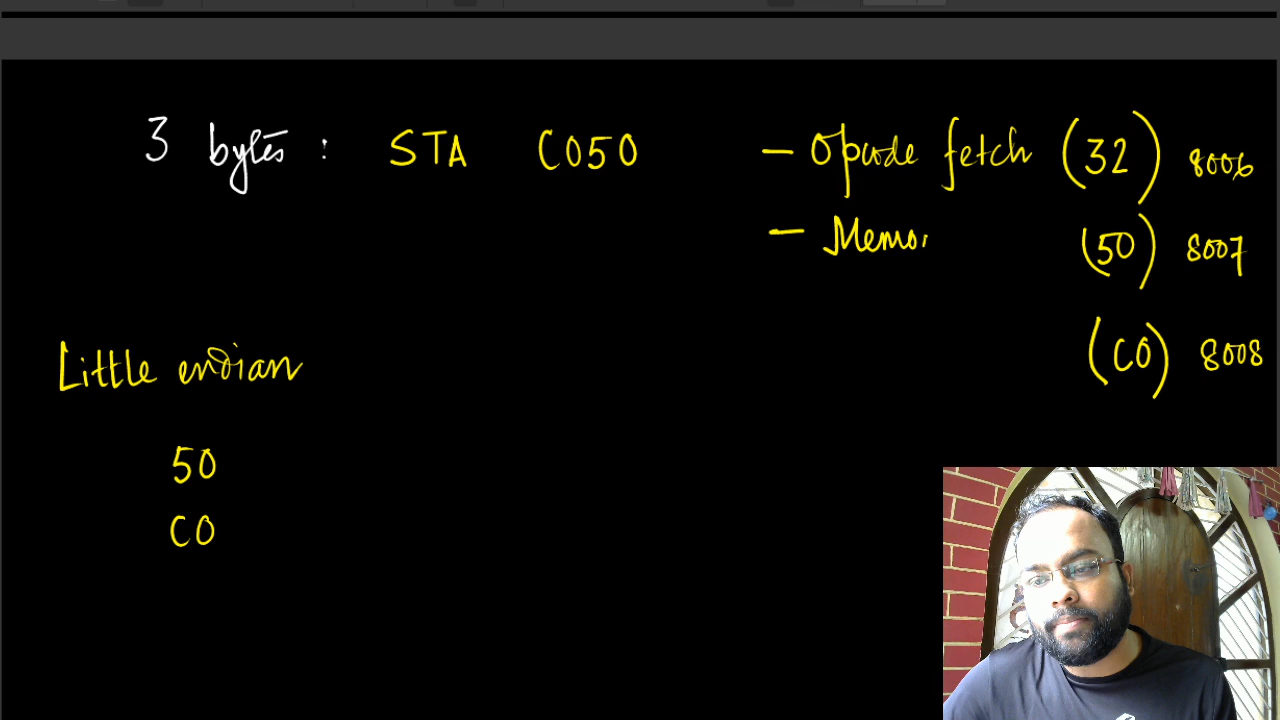 3 bytes : STA C050 - Opcode fetch (32) 8006
- Memo (50) 8007
(C0) 8008
Little endian
50
C0